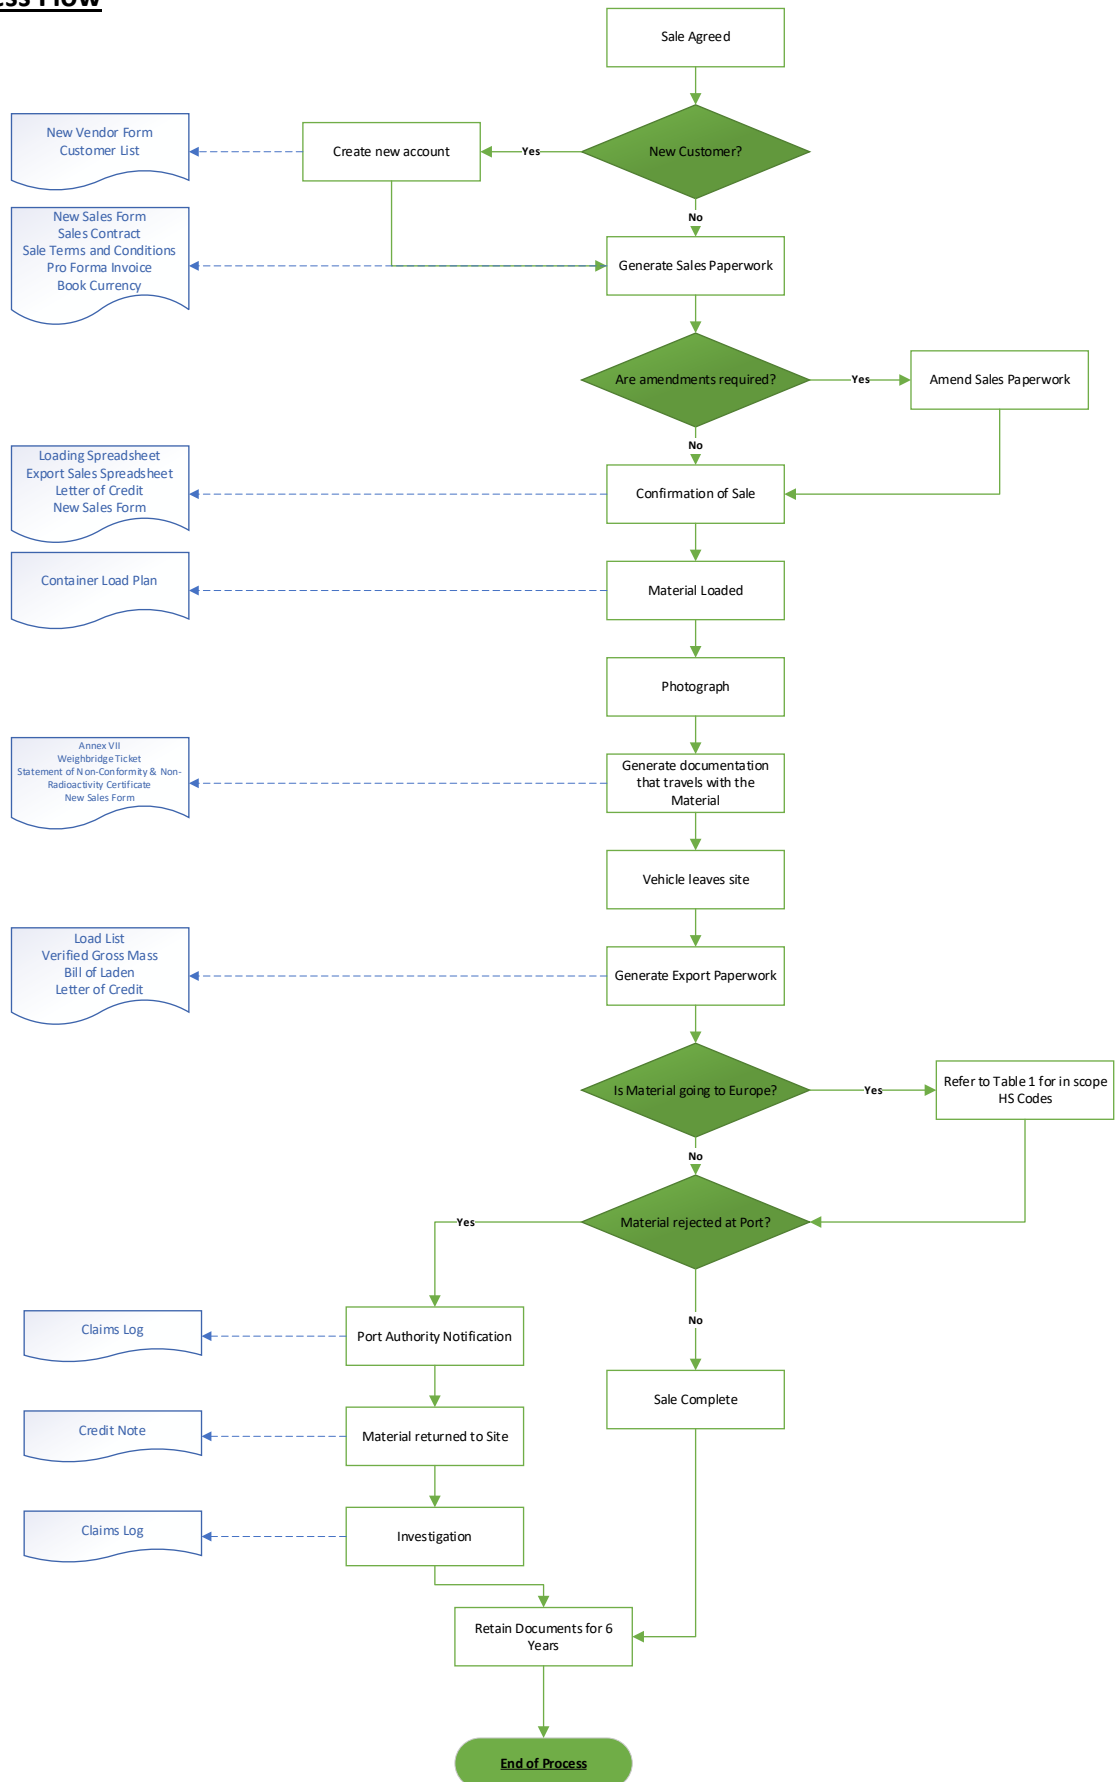 Sale Agreed
New Vendor Form
Customer List
Create new account
Yes
New Customer?
No
New Sales Form
Sales Contract
Sale Terms and Conditions
Pro Forma Invoice
Book Currency
Generate Sales Paperwork
Are amendments required?
Yes
Amend Sales Paperwork
No
Loading Spreadsheet
Export Sales Spreadsheet
Letter of Credit
New Sales Form
Confirmation of Sale
Container Load Plan
Material Loaded
Photograph
Annex VII
Weighbridge Ticket
Statement of Non-Conformity & Non-
Radioactivity Certificate
New Sales Form
Generate documentation
that travels with the
Material
Vehicle leaves site
Load List
Verified Gross Mass
Bill of Laden
Letter of Credit
Generate Export Paperwork
Is Material going to Europe?
Yes
Refer to Table 1 for in scope
HS Codes
No
Yes
Material rejected at Port?
No
Claims Log
Port Authority Notification
Sale Complete
Credit Note
Material returned to Site
Claims Log
Investigation
Retain Documents for 6
Years
End of Process